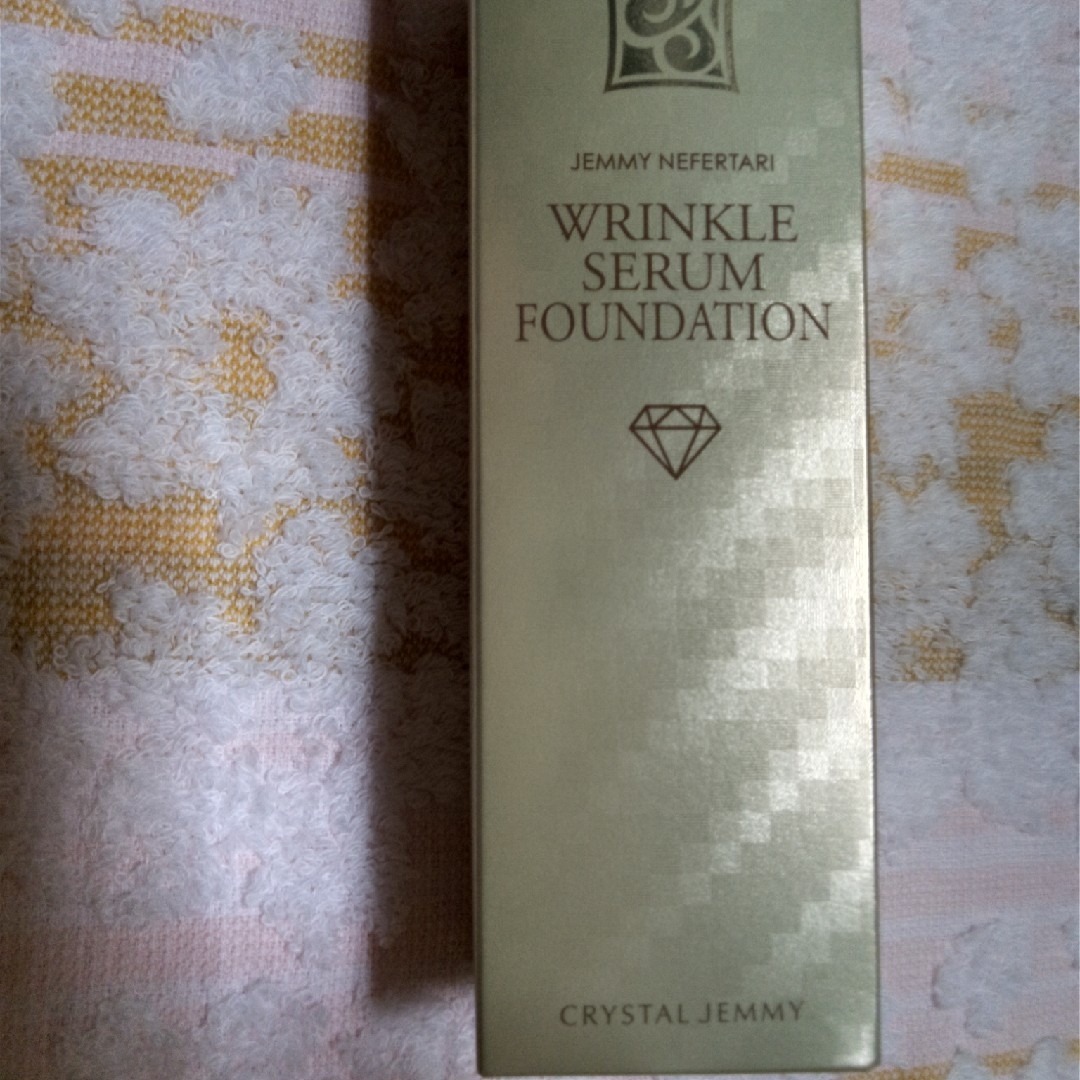 JEMMY NEFERTARI
WRINKLE
SERUM
FOUNDATION
CRYSTAL JEMMY